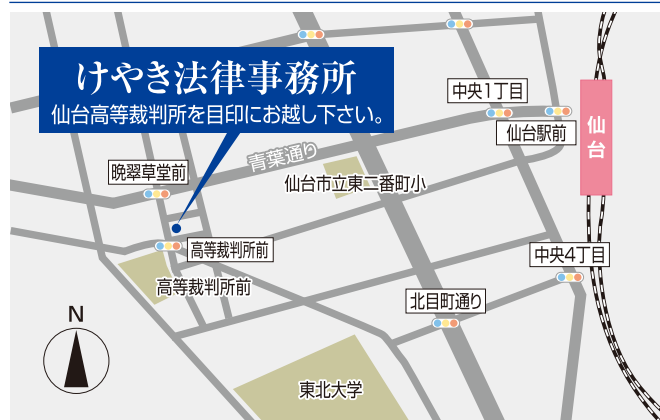 けやき法律事務所
仙台高等裁判所を目印にお越し下さい。
中央1丁目
仙台駅前
仙台
青葉通り
晩翠草堂前
仙台市立東二番町小
高等裁判所前
高等裁判所前
中央4丁目
北目町通り
N
東北大学